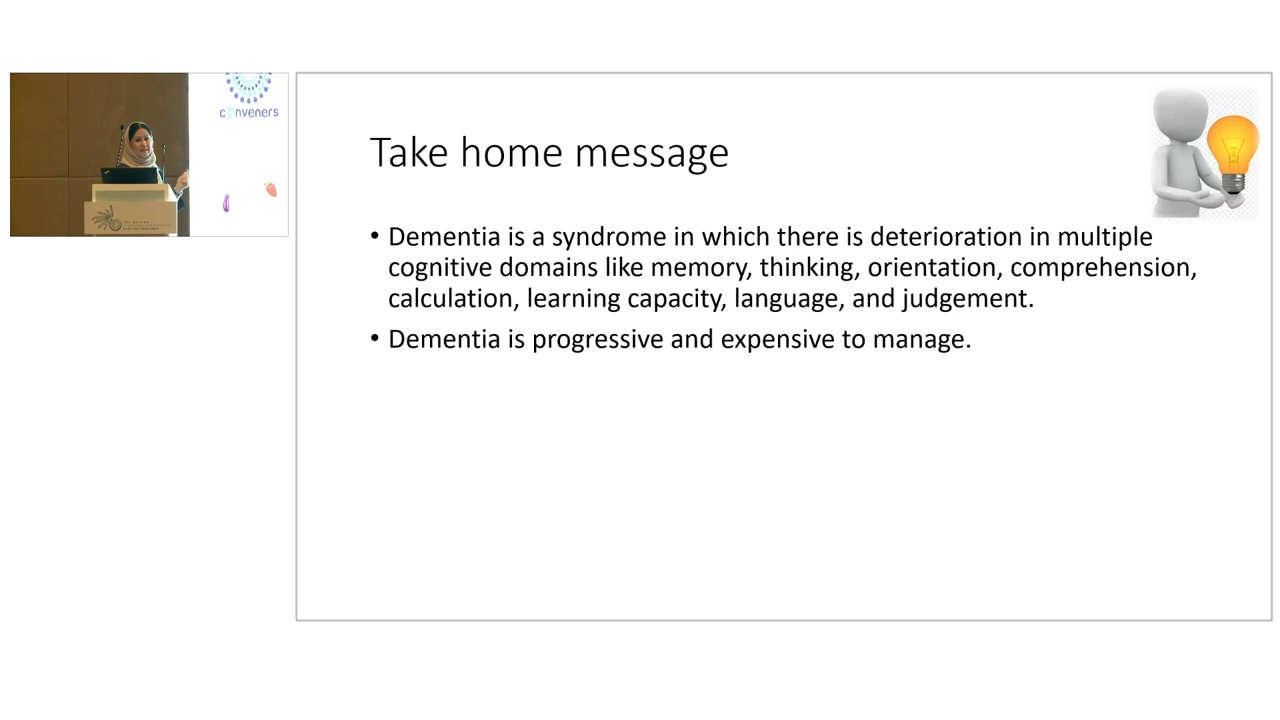 conveners
Take home message
• Dementia is a syndrome in which there is deterioration in multiple
cognitive domains like memory, thinking, orientation, comprehension,
calculation, learning capacity, language, and judgement.
• Dementia is progressive and expensive to manage.